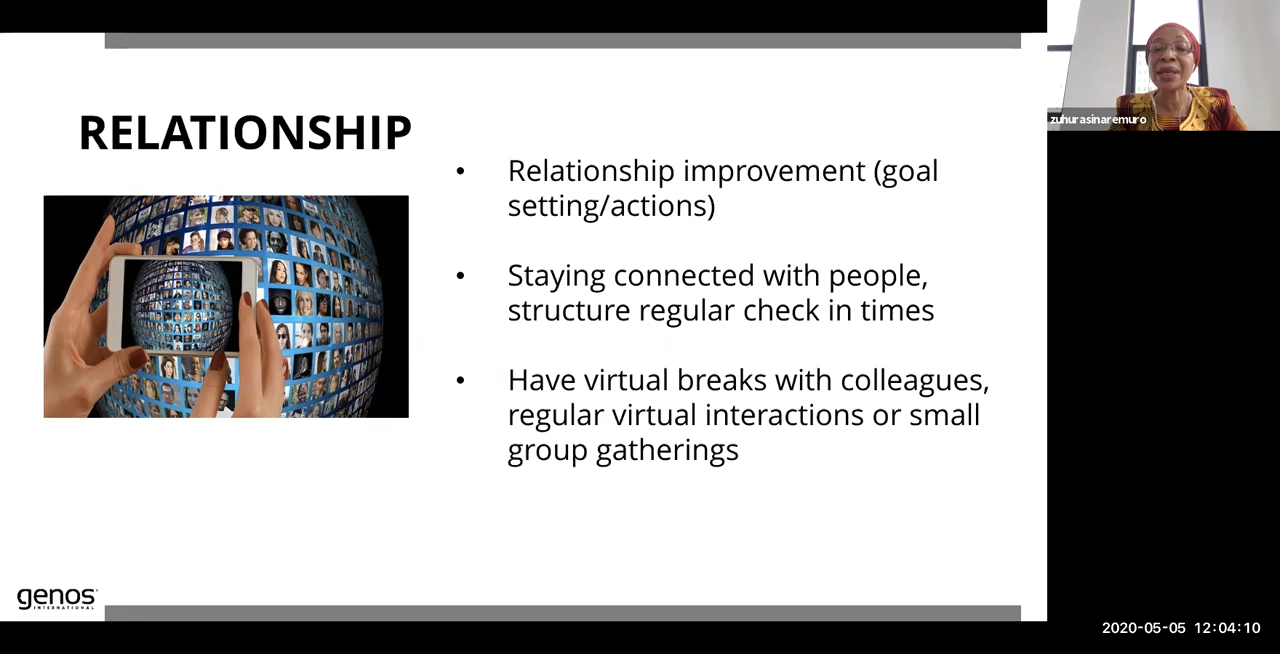 RELATIONSHIP
• Relationship improvement (goal
setting/actions)
• Staying connected with people,
structure regular check in times
• Have virtual breaks with colleagues,
regular virtual interactions or small
group gatherings
genos
INTERNATIONAL
zuhurasinaremuro
2020-05-05 12:04:10